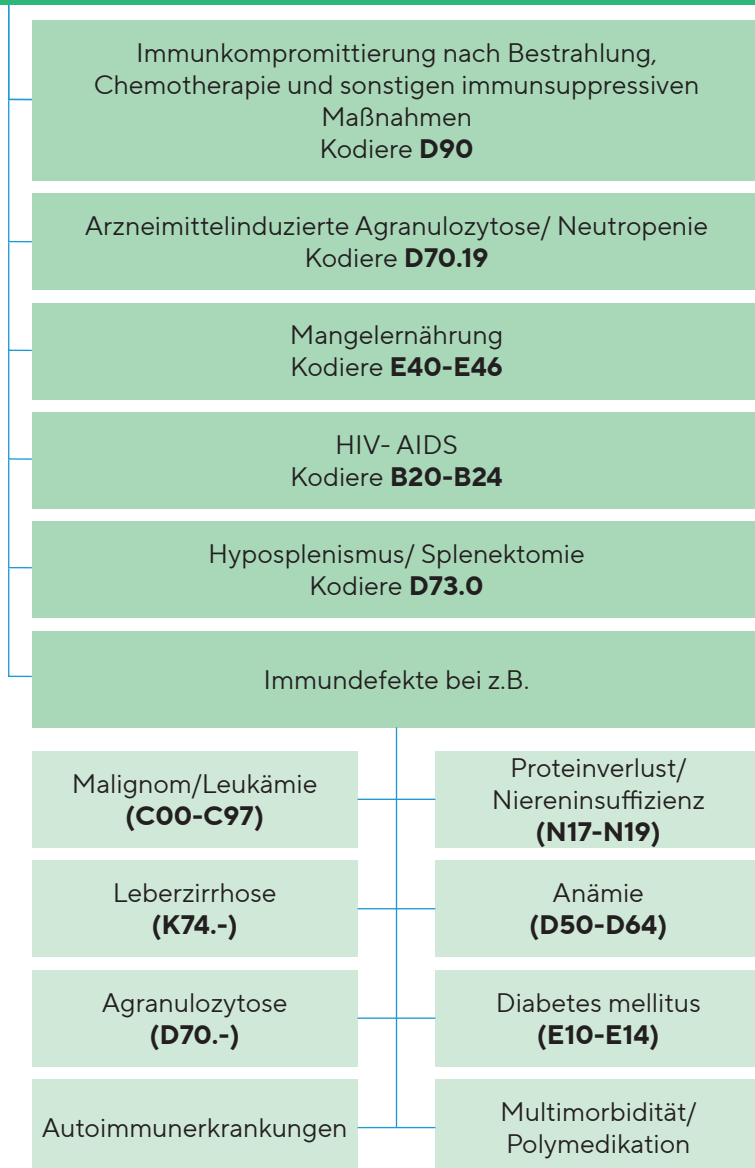 Immunkompromittierung nach Bestrahlung,
Chemotherapie und sonstigen immunsuppressiven
Maßnahmen
Kodiere D90
Arzneimittelinduzierte Agranulozytose/ Neutropenie
Kodiere D70.19
Mangelernährung
Kodiere E40-E46
HIV- AIDS
Kodiere B20-B24
Hyposplenismus/ Splenektomie
Kodiere D73.0
Immundefekte bei z.B.
Malignom/Leukämie
(C00-C97)
Proteinverlust/
Niereninsuffizienz
(N17-N19)
Leberzirrhose
(K74.-)
Anämie
(D50-D64)
Agranulozytose
(D70.-)
Diabetes mellitus
(E10-E14)
Autoimmunerkrankungen
Multimorbidität/
Polymedikation